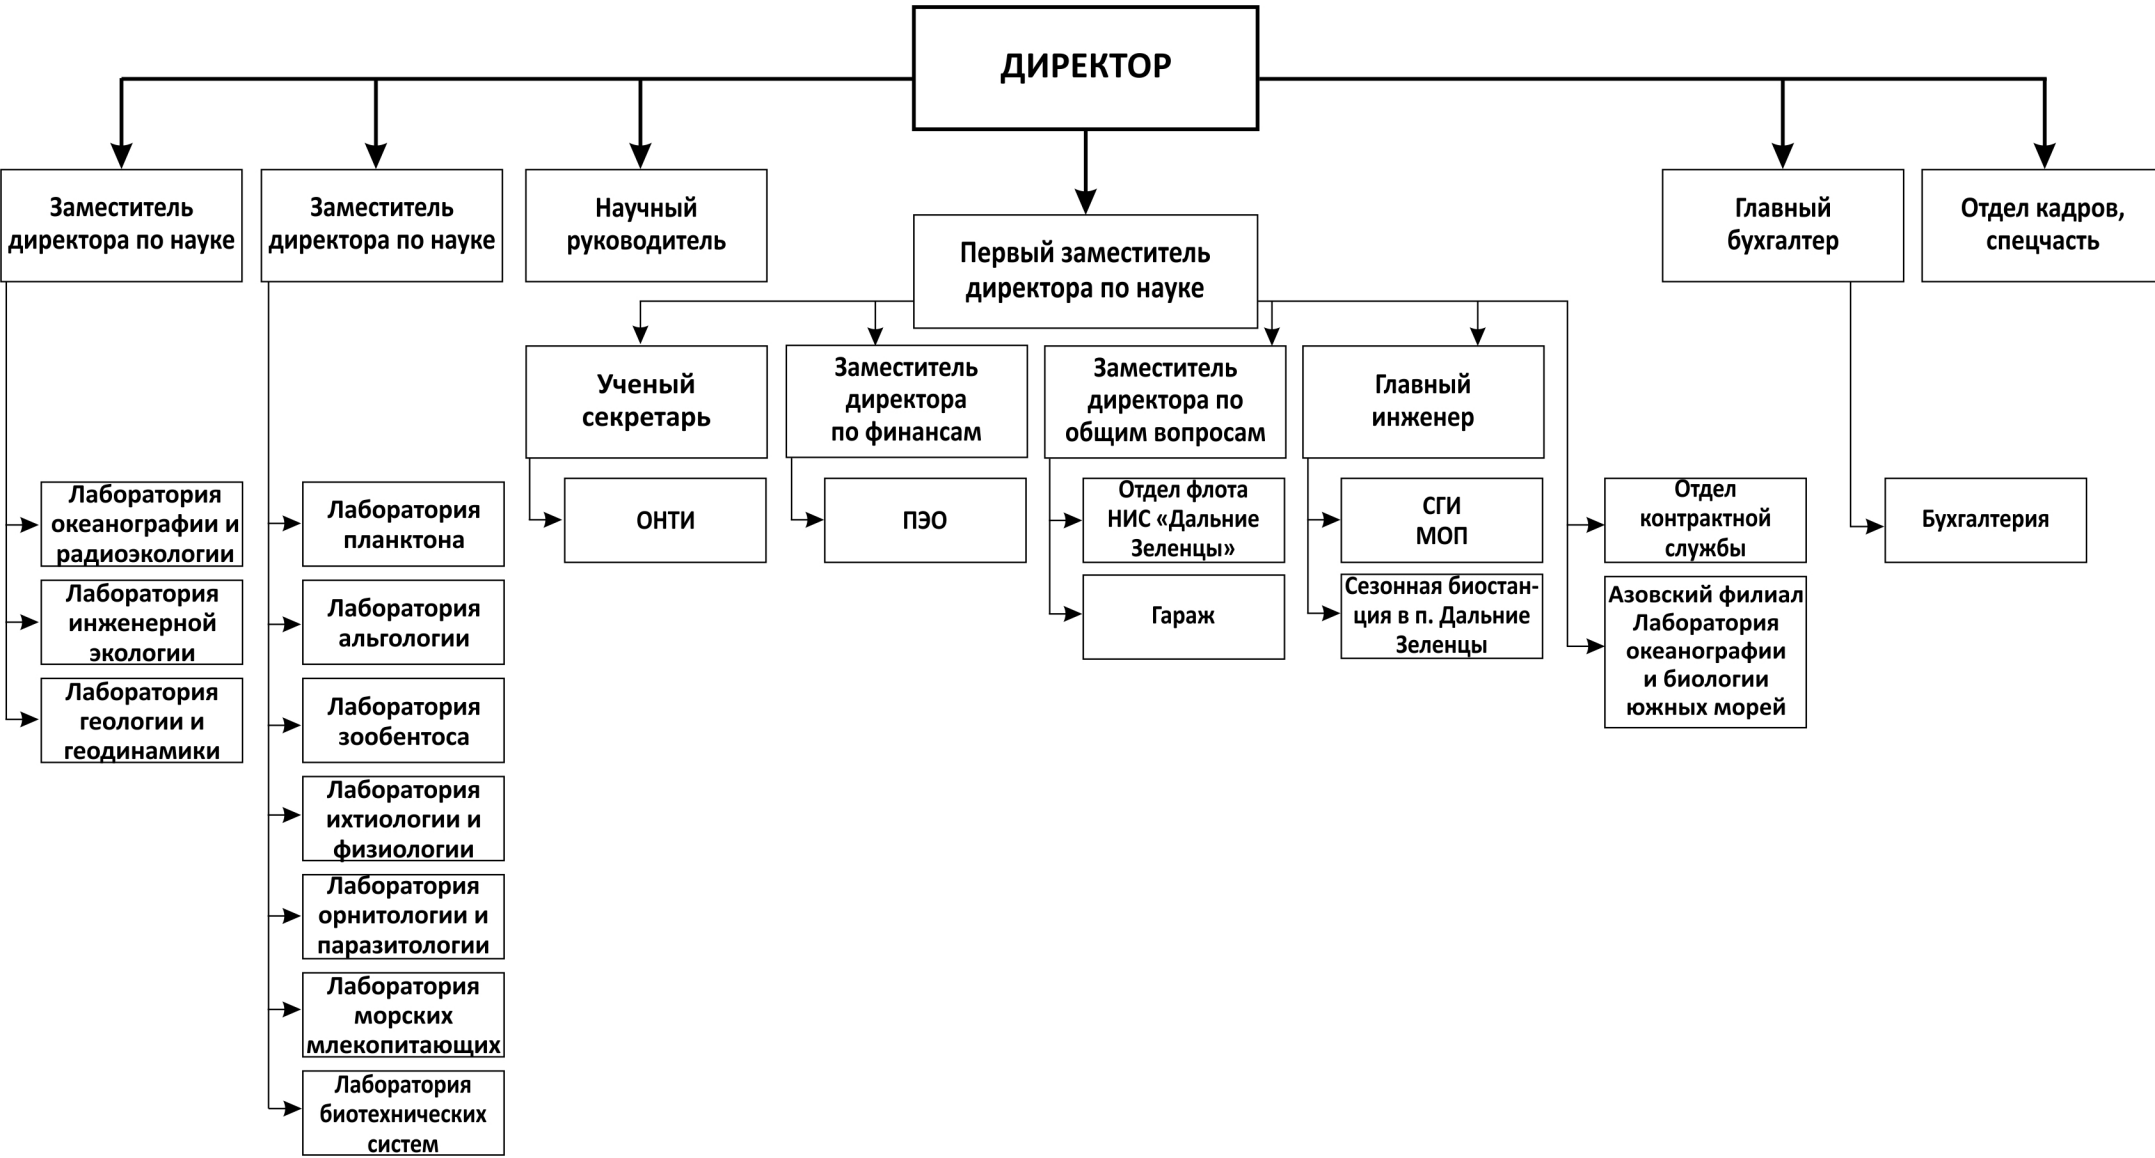 ДИРЕКТОР
Заместитель
директора по науке
Заместитель
директора по науке
Научный
руководитель
Первый заместитель
директора по науке
Главный
бухгалтер
Отдел кадров,
спецчасть
Ученый
секретарь
Заместитель
директора
по финансам
Заместитель
директора по
общим вопросам
Главный
инженер
Лаборатория
океанографии и
радиоэкологии
Лаборатория
инженерной
экологии
Лаборатория
геологии и
геодинамики
Лаборатория
планктона
Лаборатория
альгологии
Лаборатория
зообентоса
Лаборатория
ихтиологии и
физиологии
Лаборатория
орнитологии и
паразитологии
Лаборатория
морских
млекопитающих
Лаборатория
биотехнических
систем
ОНТИ
ПЭО
Отдел флота
НИС «Дальние
Зеленцы»
Гараж
СГИ
МОП
Сезонная биостан-
ция в п. Дальние
Зеленцы
Отдел
контрактной
службы
Азовский филиал
Лаборатория
океанографии
и биологии
южных морей
Бухгалтерия